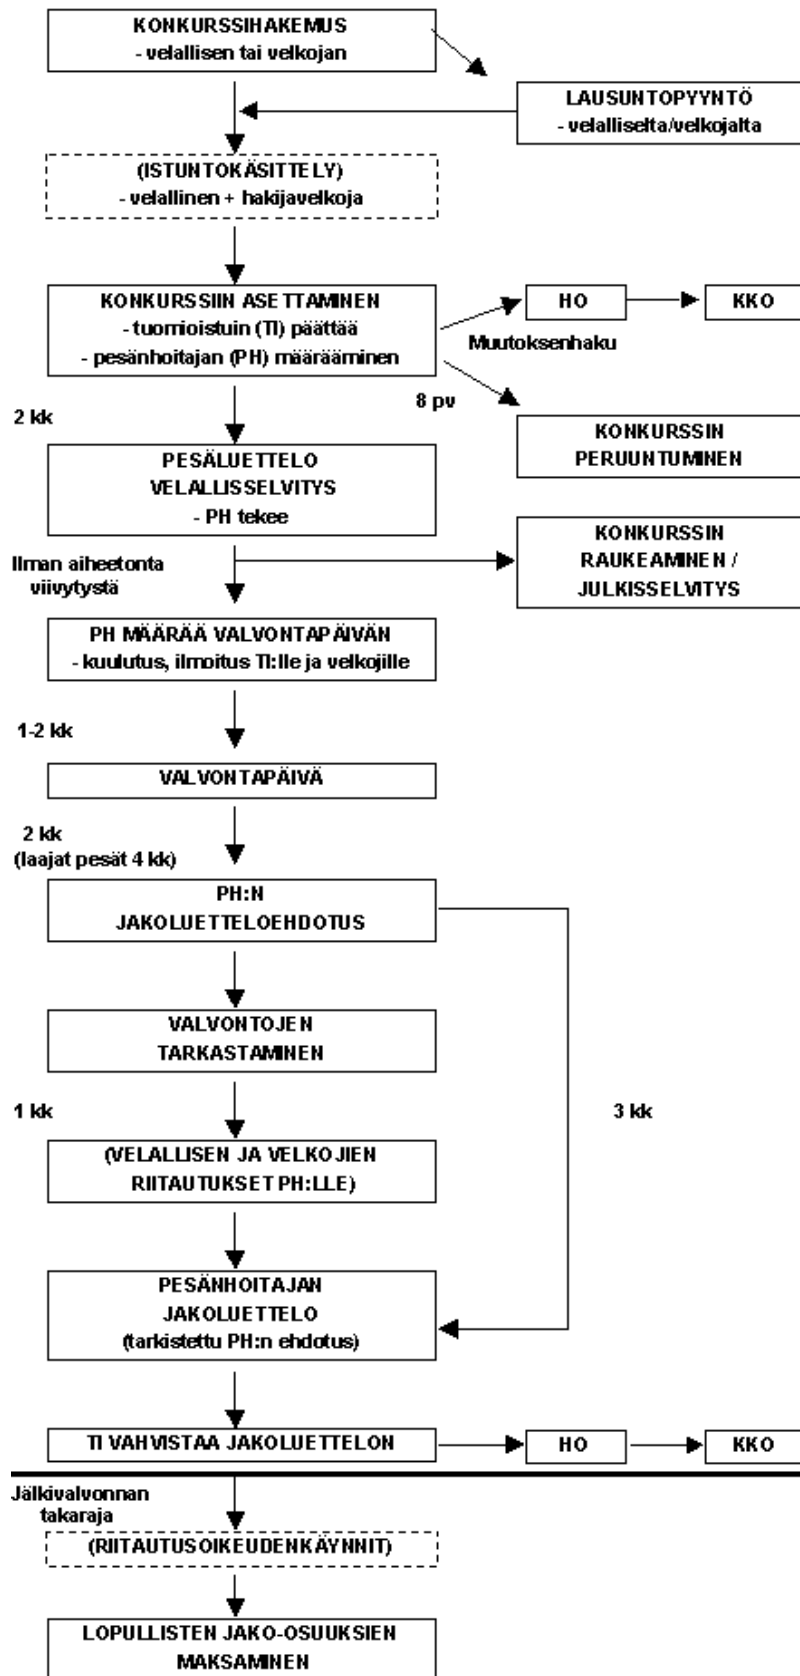 KONKURSSIHAKEMUS
- velallisen tai velkojan
LAUSUNTOPYYNTÖ
- velalliselta/velkojalta
(ISTUNTOKÄSITTELY)
- velallinen + hakijavelkoja
KONKURSSIIN ASETTAMINEN
- tuomioistuin (TI) päättää
- pesänhoitajan (PH) määrääminen
HO
KKO
Muutoksenhaku
8 pv
KONKURSSIN
PERUUNTUMINEN
2 kk
PESÄLUETTELO
VELALLISSELVITYS
- PH tekee
KONKURSSIN
RAUKEAMINEN /
JULKISSELVITYS
Ilman aiheetonta
viivytystä
PH MÄÄRÄÄ VALVONTAPÄIVÄN
- kuulutus, ilmoitus TI:lle ja velkojille
1-2 kk
VALVONTAPÄIVÄ
2 kk
(laajat pesät 4 kk)
PH:N
JAKOLUETTELOEHDOTUS
VALVONTOJEN
TARKASTAMINEN
1 kk
3 kk
(VELALLISEN JA VELKOJIEN
RIITAUTUKSET PH:LLE)
PESÄNHOITAJAN
JAKOLUETTELO
(tarkistettu PH:n ehdotus)
TI VAHVISTAA JAKOLUETTELON
HO
KKO
Jälkivalvonnan
takaraja
(RIITAUTUSOIKEUDENKÄYNNIT)
LOPULLISTEN JAKO-OSUUKSIEN
MAKSAMINEN